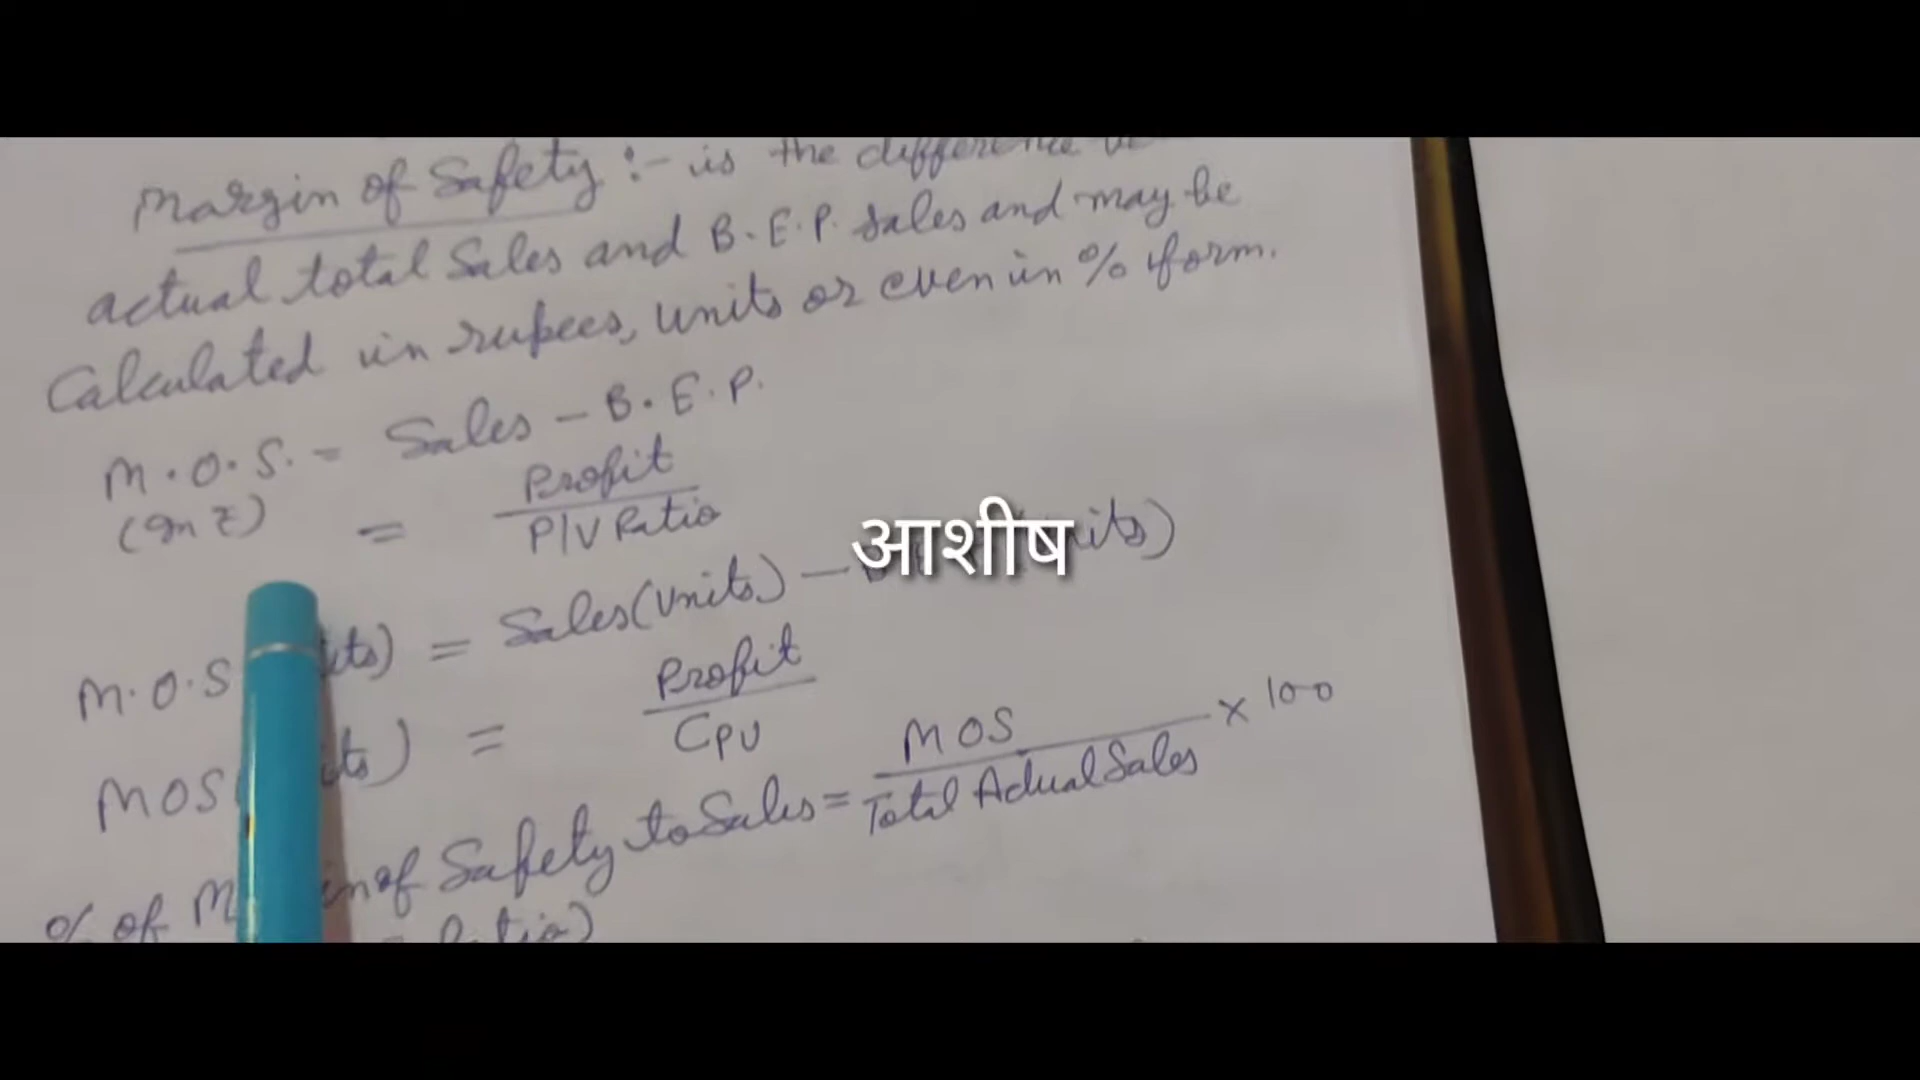 Margin of Safety :- is the difference
actual total Sales and B.E.P. sales and may be
Calculated in rupees, units or even in % form.
M.O.S. = Sales - B.E.P.
(In ₹) = Profit
P/V Ratio
आशीष
M.O.S = Sales (Units) -
MOS = Profit
CPU
% of of Safety to Sales = MOS × 100
Total Actual Sales